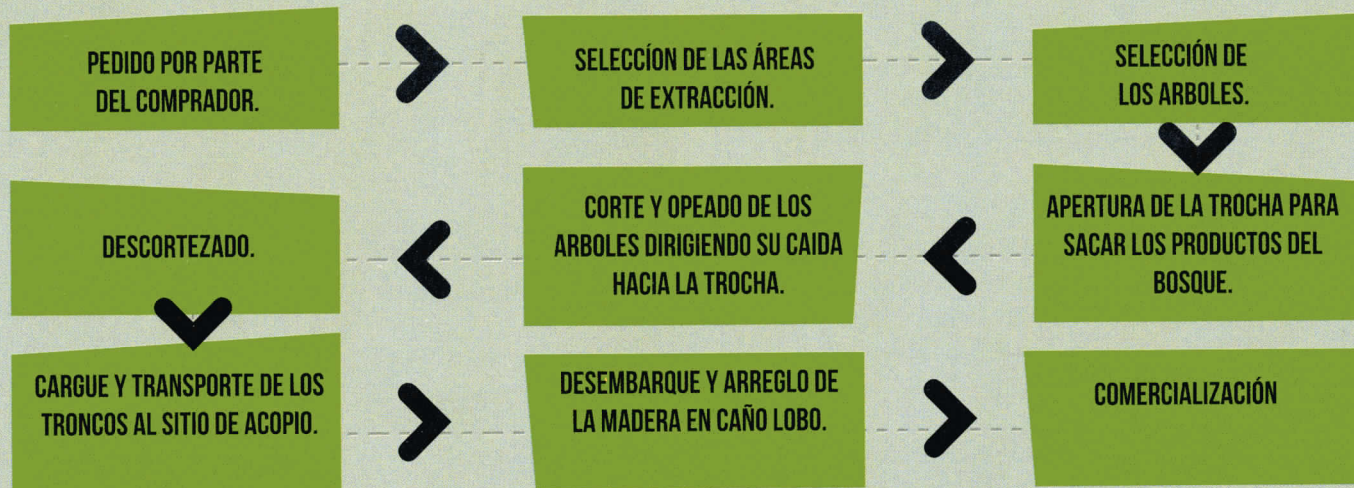 PEDIDO POR PARTE
DEL COMPRADOR.
SELECCÍON DE LAS ÁREAS
DE EXTRACCIÓN.
SELECCIÓN DE
LOS ARBOLES.
APERTURA DE LA TROCHA PARA
SACAR LOS PRODUCTOS DEL
BOSQUE.
CORTE Y OPEADO DE LOS
ARBOLES DIRIGIENDO SU CAIDA
HACIA LA TROCHA.
DESCORTEZADO.
CARGUE Y TRANSPORTE DE LOS
TRONCOS AL SITIO DE ACOPIO.
DESEMBARQUE Y ARREGLO DE
LA MADERA EN CAÑO LOBO.
COMERCIALIZACIÓN